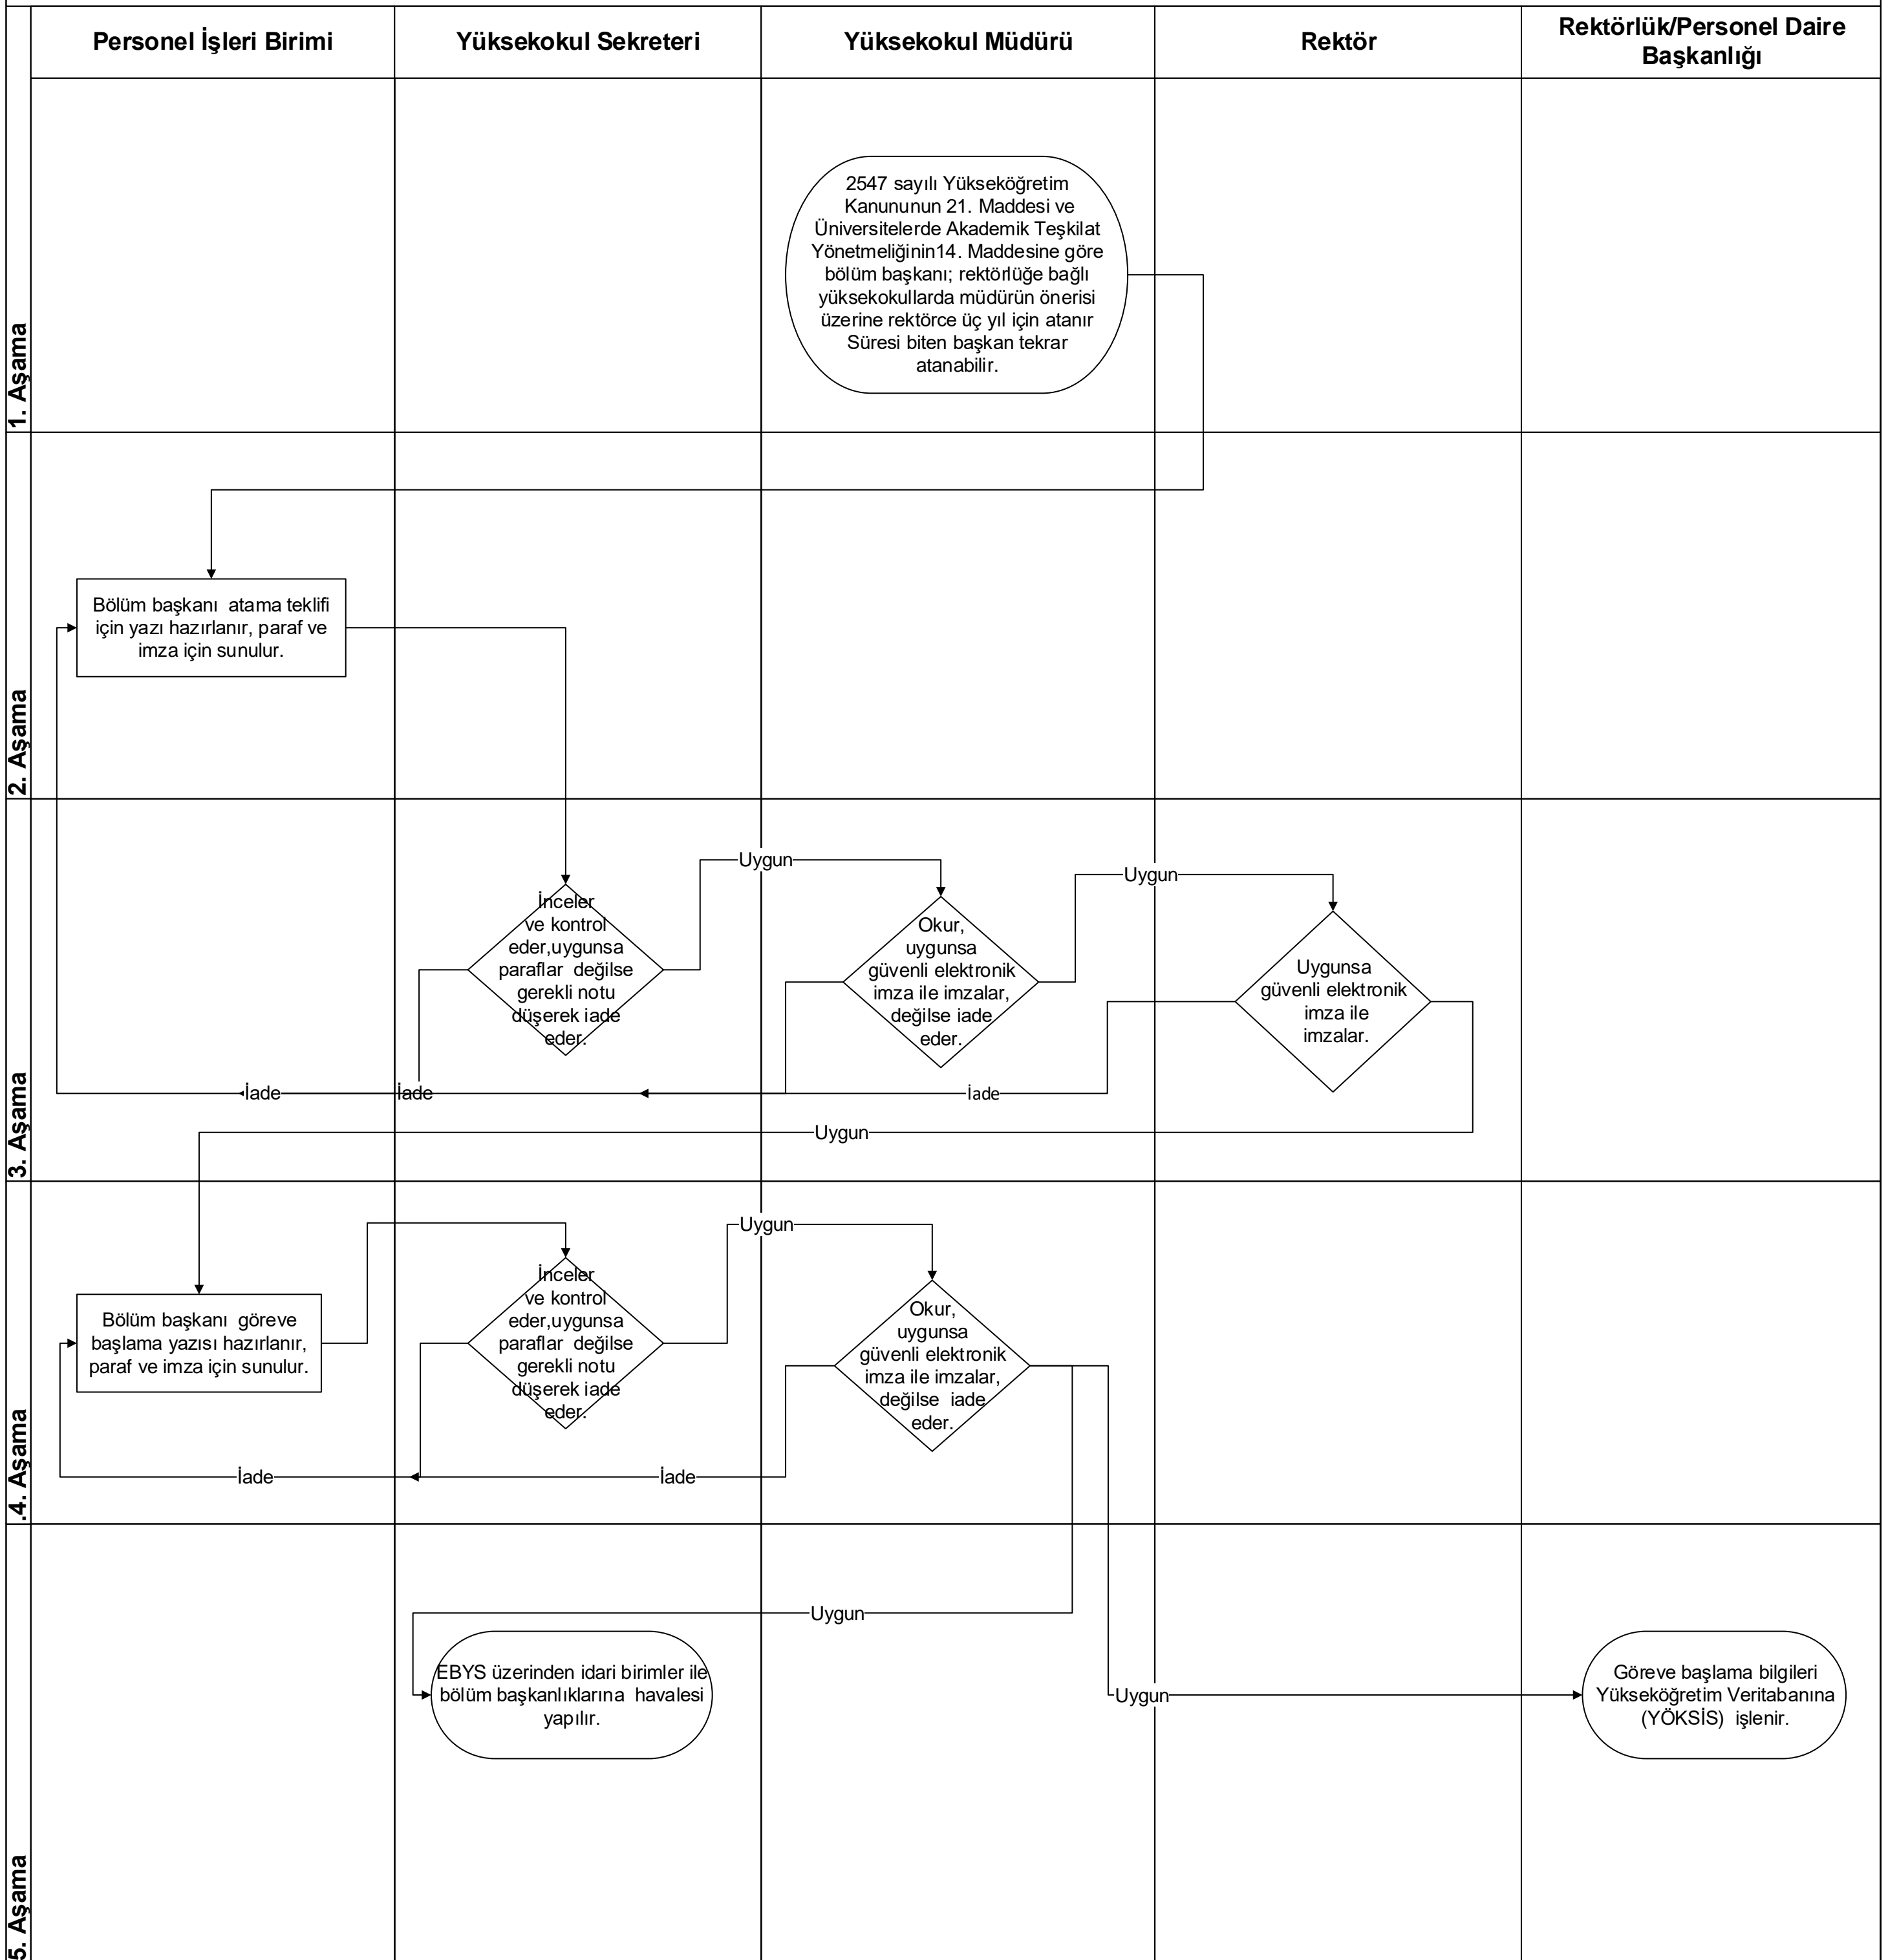 Personel İşleri Birimi
Yüksekokul Sekreteri
Yüksekokul Müdürü
Rektör
Rektörlük/Personel Daire
Başkanlığı
1. Aşama
2547 sayılı Yükseköğretim
Kanununun 21. Maddesi ve
Üniversitelerde Akademik Teşkilat
Yönetmeliğinin14. Maddesine göre
bölüm başkanı; rektörlüğe bağlı
yüksekokullarda müdürün önerisi
üzerine rektörce üç yıl için atanır
Süresi biten başkan tekrar
atanabilir.
2. Aşama
Bölüm başkanı  atama teklifi
için yazı hazırlanır, paraf ve
imza için sunulur.
3. Aşama
İnceler
ve kontrol
eder,uygunsa
paraflar  değilse
gerekli notu
düşerek iade
eder.
Uygun
Okur,
uygunsa
güvenli elektronik
imza ile imzalar,
değilse iade
eder.
Uygun
Uygunsa
güvenli elektronik
imza ile
imzalar.
İade
İade
İade
Uygun
.4. Aşama
Bölüm başkanı  göreve
başlama yazısı hazırlanır,
paraf ve imza için sunulur.
İnceler
ve kontrol
eder,uygunsa
paraflar  değilse
gerekli notu
düşerek iade
eder.
Uygun
Okur,
uygunsa
güvenli elektronik
imza ile imzalar,
değilse  iade
eder.
İade
İade
5. Aşama
Uygun
EBYS üzerinden idari birimler ile
bölüm başkanlıklarına  havalesi
yapılır.
Uygun
Göreve başlama bilgileri
Yükseköğretim Veritabanına
(YÖKSİS)  işlenir.